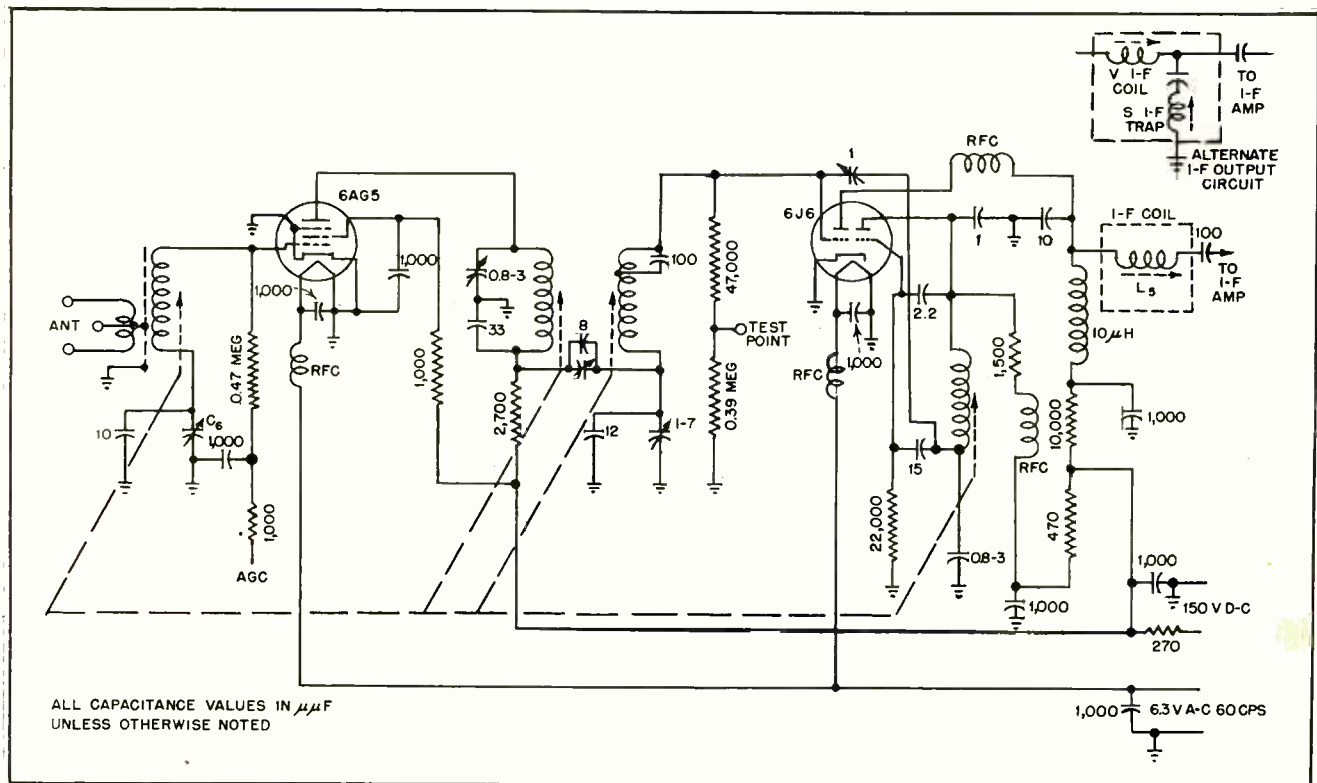 V I-F
COIL
TO
I-F
AMP
S I-F
TRAP
ALTERNATE
I-F OUTPUT
CIRCUIT
RFC
6AG5
1
6J6
1
10
I-F COIL
100
L5
TO
I-F
AMP
1,000
0.8-3
100
47,000
ANT
1,000
33
8
TEST
POINT
2.2
10μH
0.47 MEG
RFC
1,000
2,700
0.39 MEG
1,000
RFC
1,500
10,000
1,000
10
C6
1,000
12
1-7
15
RFC
22,000
0.8-3
470
1,000
AGC
1,000
1,000
150 V D-C
270
ALL CAPACITANCE VALUES IN μμF
UNLESS OTHERWISE NOTED
1,000
6.3 V A-C 60 CPS